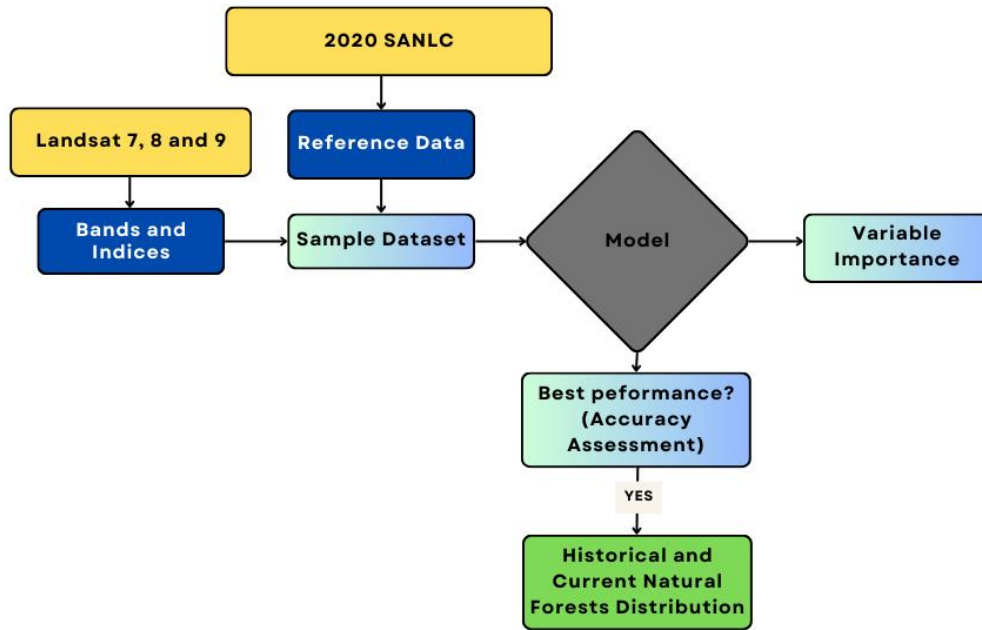 2020 SANLC
Landsat 7, 8 and 9
Reference Data
Bands and
Indices
Sample Dataset
Model
Variable
Importance
Best peformance?
(Accuracy
Assessment)
YES
Historical and
Current Natural
Forests Distribution